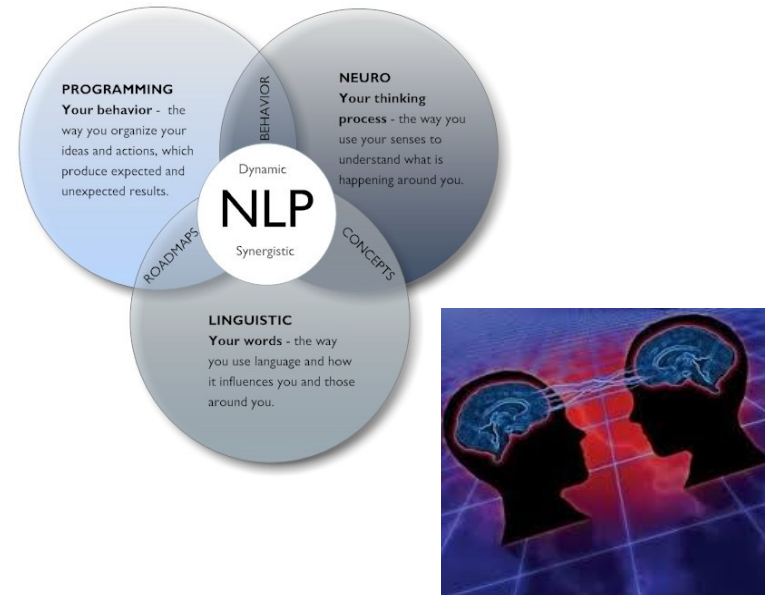 PROGRAMMING
Your behavior - the
way you organize your
ideas and actions, which
produce expected and
unexpected results.
BEHAVIOR
NEURO
Your thinking
process - the way you
use your senses to
understand what is
happening around you.
Dynamic
NLP
Synergistic
ROADMAPS
CONCEPTS
LINGUISTIC
Your words - the way
you use language and how
it influences you and those
around you.